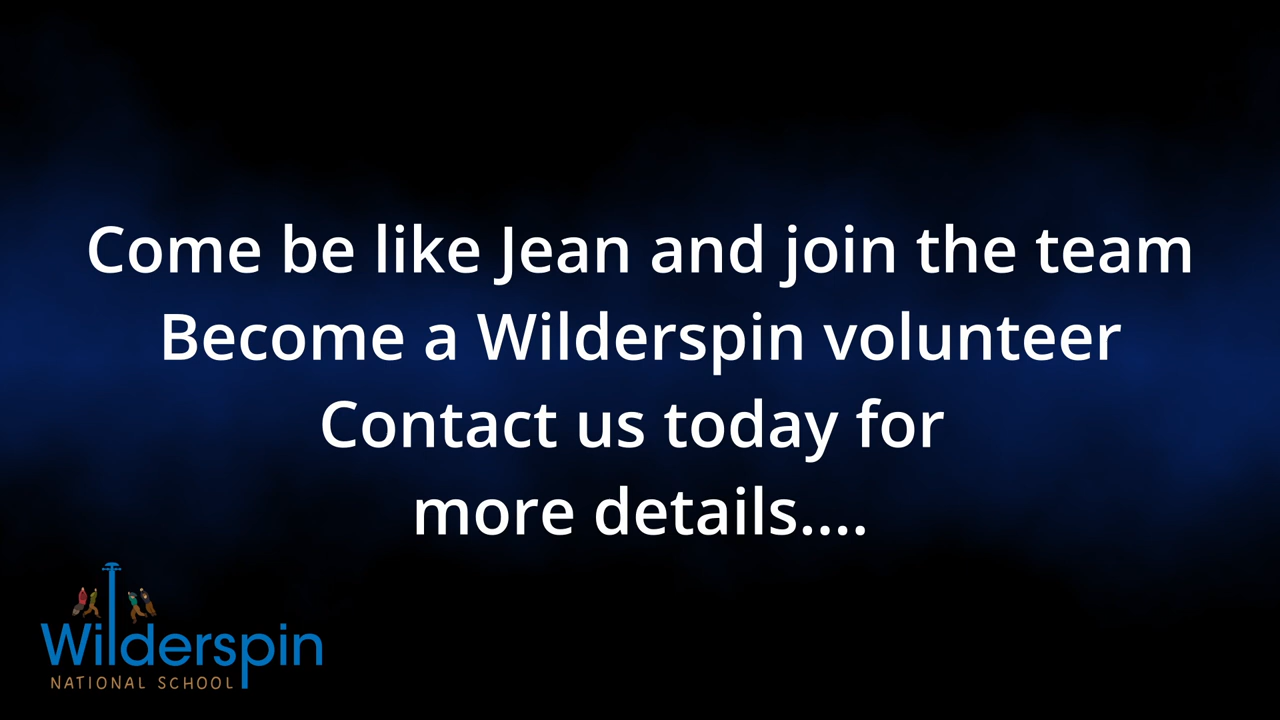 Come be like Jean and join the team
Become a Wilderspin volunteer
Contact us today for
more details....
Wilderspin
NATIONAL SCHOOL